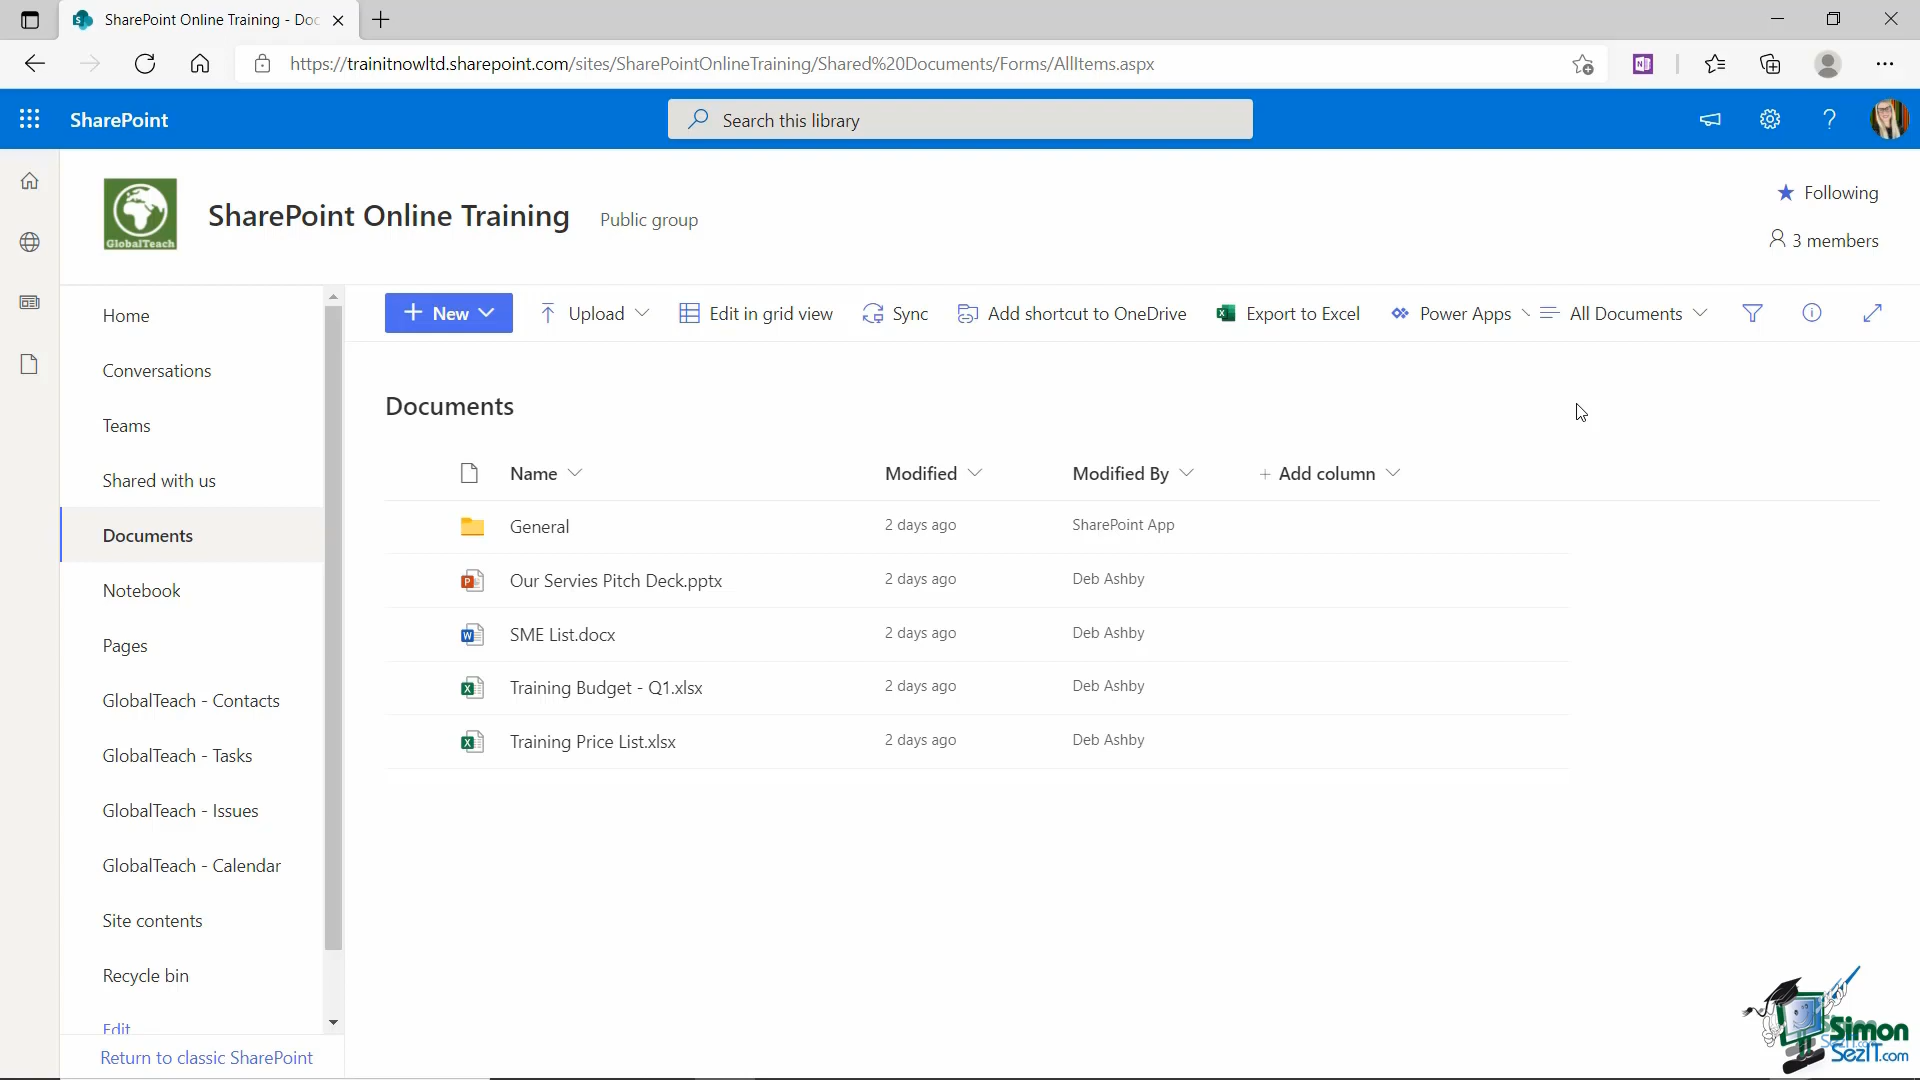 SharePoint Online Training - Doc
https://trainitnowltd.sharepoint.com/sites/SharePointOnlineTraining/Shared%20Documents/Forms/AllItems.aspx
SharePoint
Search this library
GlobalTeach
SharePoint Online Training
Public group
Following
3 members
Home
Conversations
Teams
Shared with us
Documents
Notebook
Pages
GlobalTeach - Contacts
GlobalTeach - Tasks
GlobalTeach - Issues
GlobalTeach - Calendar
Site contents
Recycle bin
Edit
Return to classic SharePoint
+ New
Upload
Edit in grid view
Sync
Add shortcut to OneDrive
Export to Excel
Power Apps
All Documents
Documents
Name Modified Modified By + Add column
General 2 days ago SharePoint App
Our Servies Pitch Deck.pptx 2 days ago Deb Ashby
SME List.docx 2 days ago Deb Ashby
Training Budget - Q1.xlsx 2 days ago Deb Ashby
Training Price List.xlsx 2 days ago Deb Ashby
Simon
SezIT.com